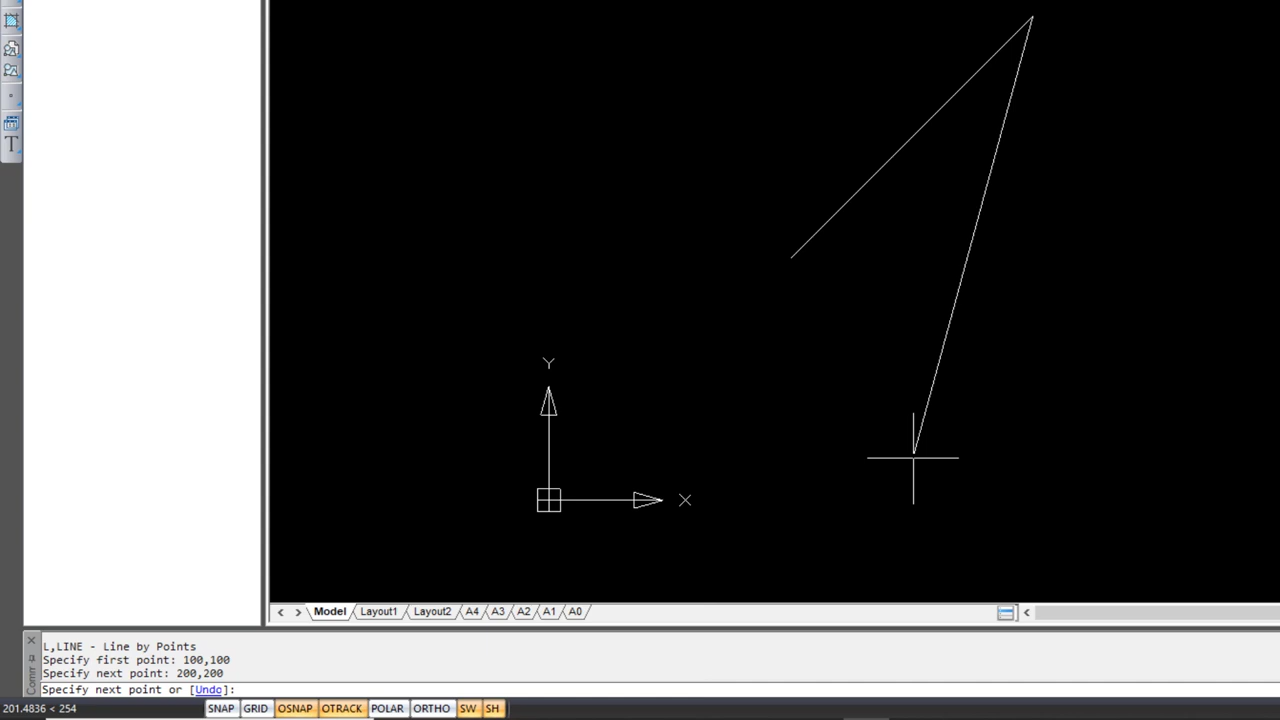 T
Y
X
Model Layout1 Layout2 A4 A3 A2 A1 A0
L,LINE - Line by Points
Specify first point: 100,100
Specify next point: 200,200
Specify next point or [Undo]:
Comm
201.4836 < 254 SNAP GRID OSNAP OTRACK POLAR ORTHO SW SH